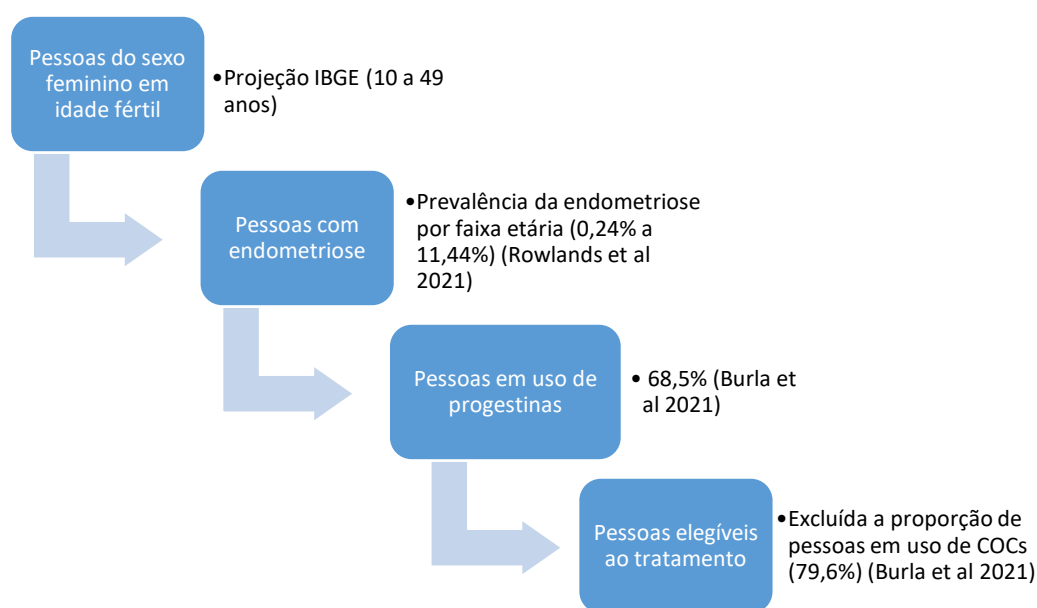 Pessoas do sexo
feminino em
idade fértil
•Projeção IBGE (10 a 49
anos)
Pessoas com
endometriose
•Prevalência da endometriose
por faixa etária (0,24% a
11,44%) (Rowlands et al
2021)
Pessoas em uso de
progestinas
• 68,5% (Burla et
al 2021)
Pessoas elegíveis
ao tratamento
•Excluída a proporção de
pessoas em uso de COCs
(79,6%) (Burla et al 2021)